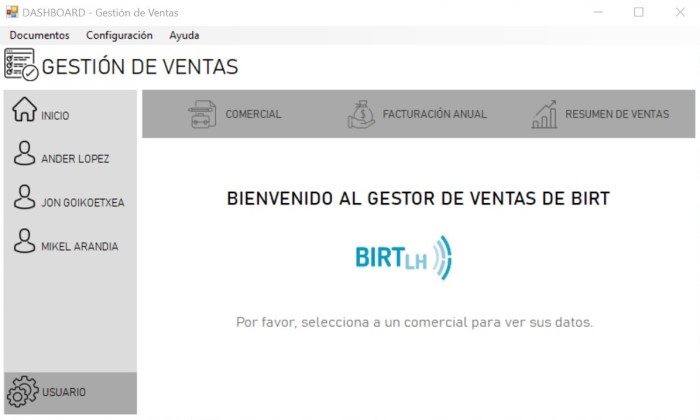 DASHBOARD - Gestión de Ventas
Documentos Configuración Ayuda
GESTIÓN DE VENTAS
INICIO
COMERCIAL FACTURACIÓN ANUAL RESUMEN DE VENTAS
ANDER LOPEZ
JON GOIKOETXEA
MIKEL ARANDIA
BIENVENIDO AL GESTOR DE VENTAS DE BIRT
BIRT LH
Por favor, selecciona a un comercial para ver sus datos.
USUARIO